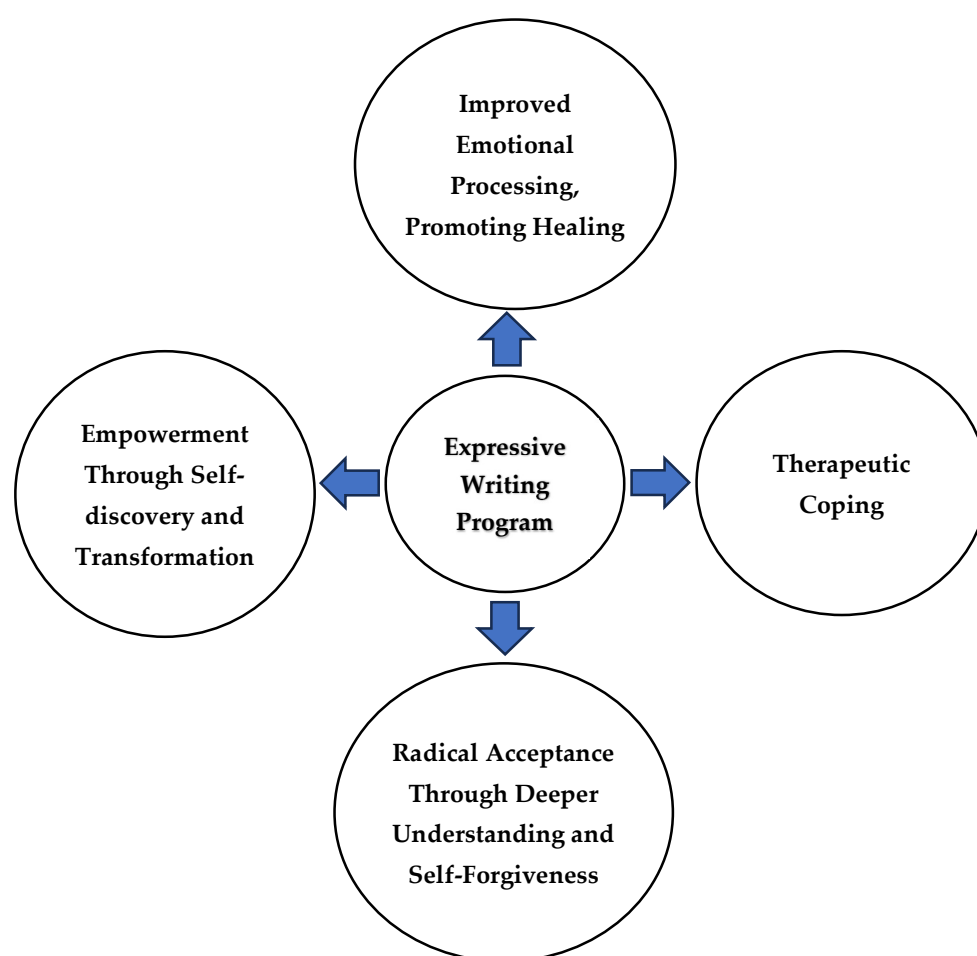 Improved
Emotional
Processing,
Promoting Healing
Empowerment
Through Self-
discovery and
Transformation
Expressive
Writing
Program
Therapeutic
Coping
Radical Acceptance
Through Deeper
Understanding and
Self-Forgiveness